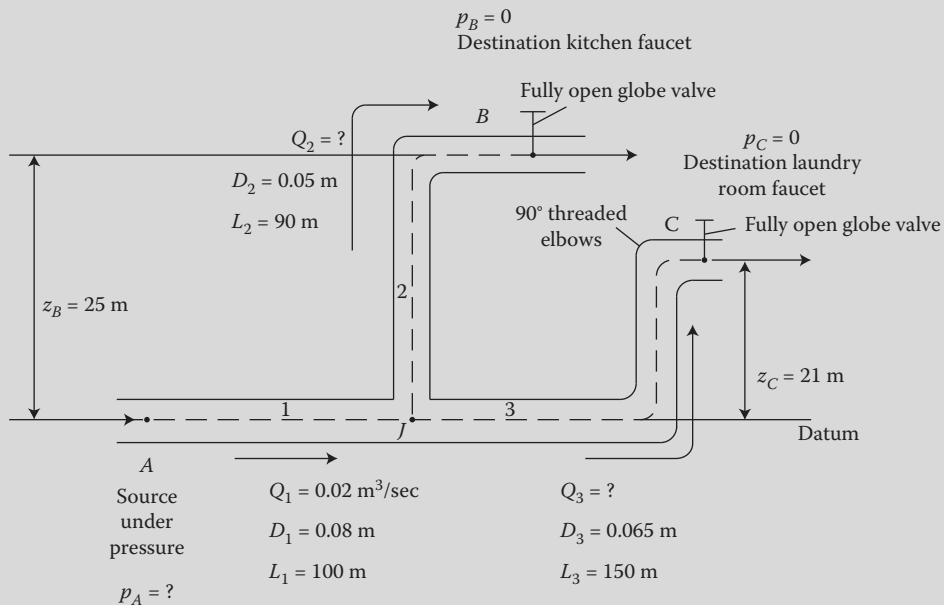 p_B = 0
Destination kitchen faucet
Fully open globe valve
B
Q_2 = ?
p_C = 0
Destination laundry
room faucet
D_2 = 0.05 m
L_2 = 90 m
90° threaded
elbows
C
Fully open globe valve
2
z_B = 25 m
z_C = 21 m
1
3
J
Datum
A
Source
under
pressure
p_A = ?
Q_1 = 0.02 m³/sec
D_1 = 0.08 m
L_1 = 100 m
Q_3 = ?
D_3 = 0.065 m
L_3 = 150 m